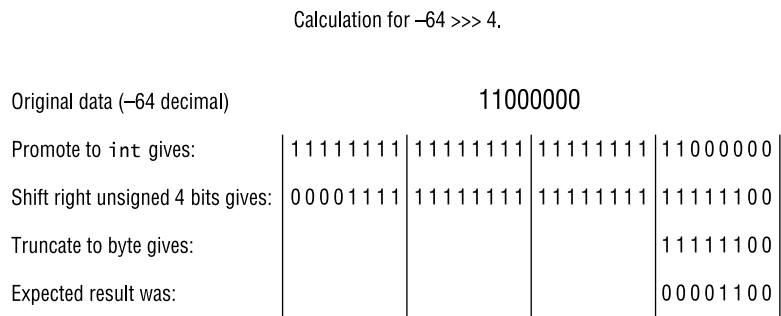 Calculation for –64 >>> 4.
Original data (–64 decimal) 11000000
Promote to int gives: 11111111 11111111 11111111 11000000
Shift right unsigned 4 bits gives: 00001111 11111111 11111111 11111100
Truncate to byte gives: 11111100
Expected result was: 00001100